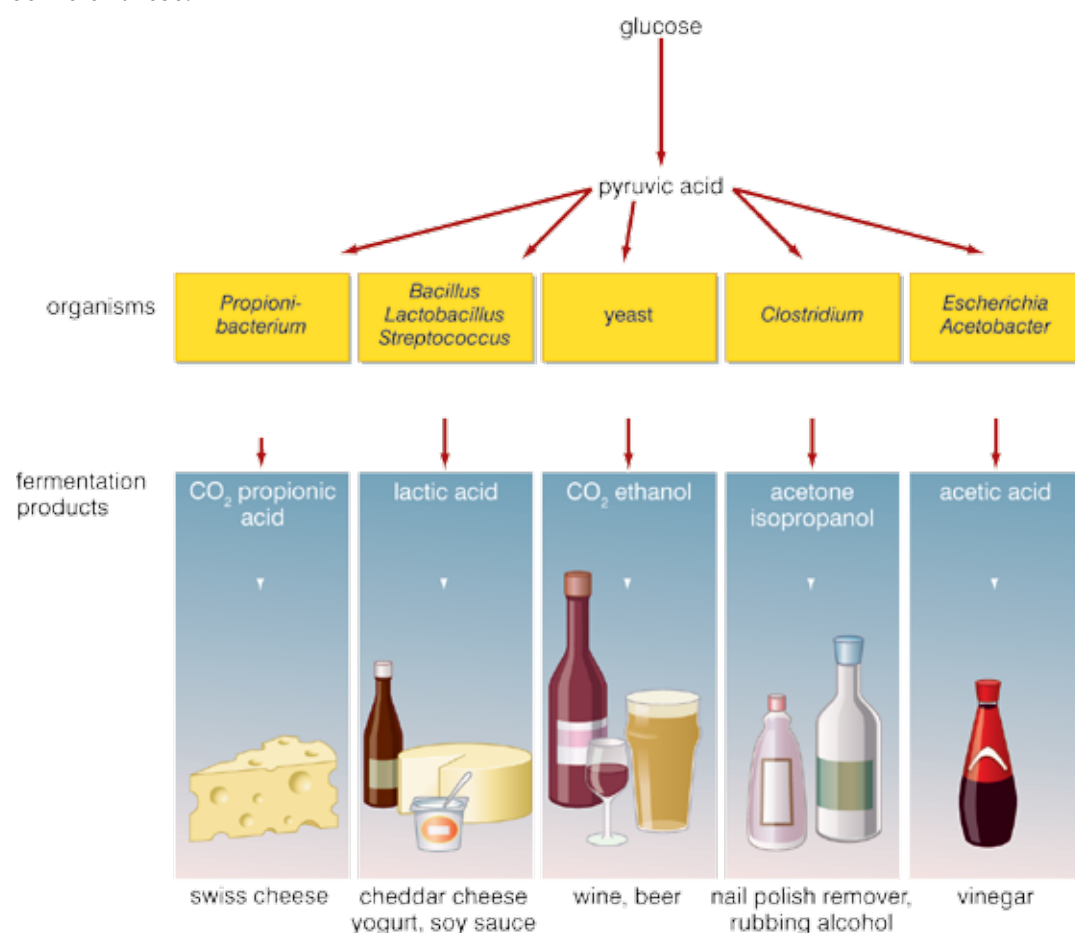 glucose
pyruvic acid
organisms
Propioni-
bacterium
Bacillus
Lactobacillus
Streptococcus
yeast
Clostridium
Escherichia
Acetobacter
fermentation
products
CO₂ propionic
acid
lactic acid
CO₂ ethanol
acetone
isopropanol
acetic acid
swiss cheese
cheddar cheese
yogurt, soy sauce
wine, beer
nail polish remover,
rubbing alcohol
vinegar